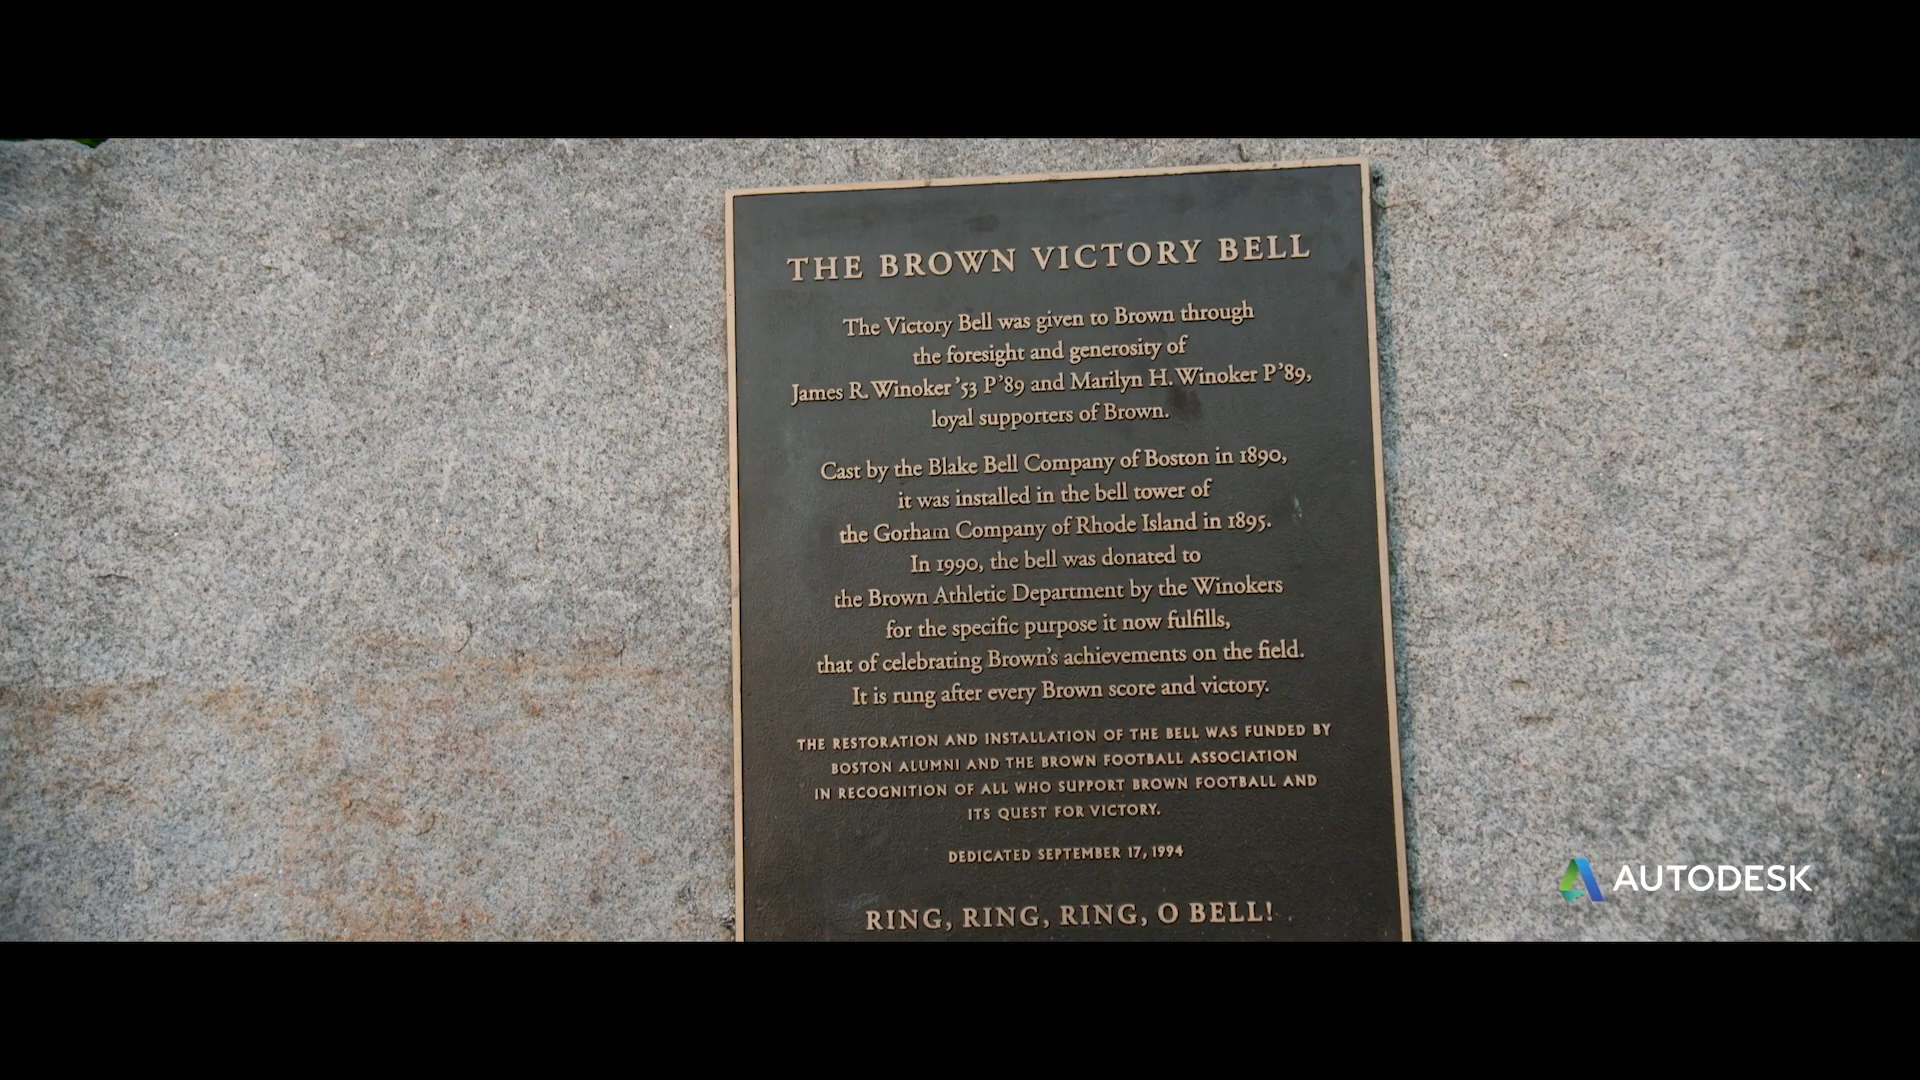 THE BROWN VICTORY BELL
The Victory Bell was given to Brown through
the foresight and generosity of
James R. Winoker ’53 P’89 and Marilyn H. Winoker P’89,
loyal supporters of Brown.
Cast by the Blake Bell Company of Boston in 1890,
it was installed in the bell tower of
the Gorham Company of Rhode Island in 1895.
In 1990, the bell was donated to
the Brown Athletic Department by the Winokers
for the specific purpose it now fulfills,
that of celebrating Brown’s achievements on the field.
It is rung after every Brown score and victory.
THE RESTORATION AND INSTALLATION OF THE BELL WAS FUNDED BY
BOSTON ALUMNI AND THE BROWN FOOTBALL ASSOCIATION
IN RECOGNITION OF ALL WHO SUPPORT BROWN FOOTBALL AND
ITS QUEST FOR VICTORY.
DEDICATED SEPTEMBER 17, 1994
RING, RING, RING, O BELL!
AUTODESK